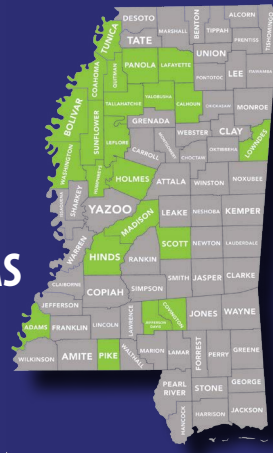 DESOTO
MARSHALL
BENTON
TIPPAH
ALCORN
TISHOMINGO
PRENTISS
TUNICA
TATE
UNION
COAHOMA
QUITMAN
PANOLA
LAFAYETTE
PONTOTOC
LEE
ITAWAMBA
BOLIVAR
TALLAHATCHIE
YALOBUSHA
CALHOUN
CHICKASAW
MONROE
SUNFLOWER
GRENADA
WASHINGTON
LEFLORE
CARROLL
MONTGOMERY
WEBSTER
CLAY
LOWNDES
CHOCTAW
OKTIBBEHA
HUMPHREYS
HOLMES
ATTALA
WINSTON
NOXUBEE
SHARKEY
ISSAQUENA
YAZOO
MADISON
LEAKE
NESHOBA
KEMPER
WARREN
HINDS
RANKIN
SCOTT
NEWTON
LAUDERDALE
AS
CLAIBORNE
COPIAH
SIMPSON
SMITH
JASPER
CLARKE
JEFFERSON
ADAMS
FRANKLIN
LINCOLN
LAWRENCE
JEFFERSON DAVIS
COVINGTON
JONES
WAYNE
WILKINSON
AMITE
PIKE
WALTHALL
MARION
LAMAR
FORREST
PERRY
GREENE
PEARL
RIVER
STONE
GEORGE
HANCOCK
HARRISON
JACKSON